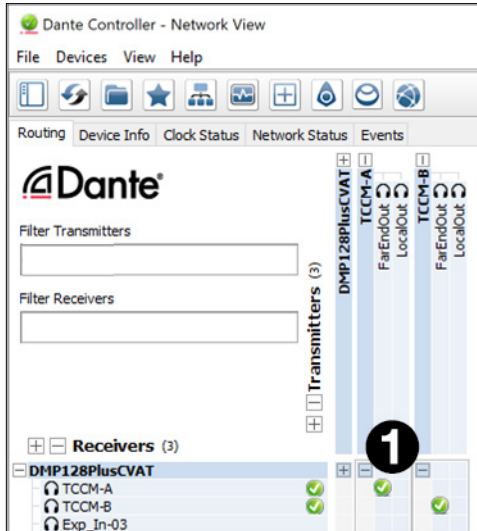 Dante Controller - Network View
File Devices View Help
Routing Device Info Clock Status Network Status Events
Dante®
Filter Transmitters
Filter Receivers
Transmitters (3)
DMP128PlusCVAT
TCCM-A
FarEndOut
LocalOut
TCCM-B
FarEndOut
LocalOut
1
Receivers (3)
DMP128PlusCVAT
TCCM-A
TCCM-B
Exp_In-03